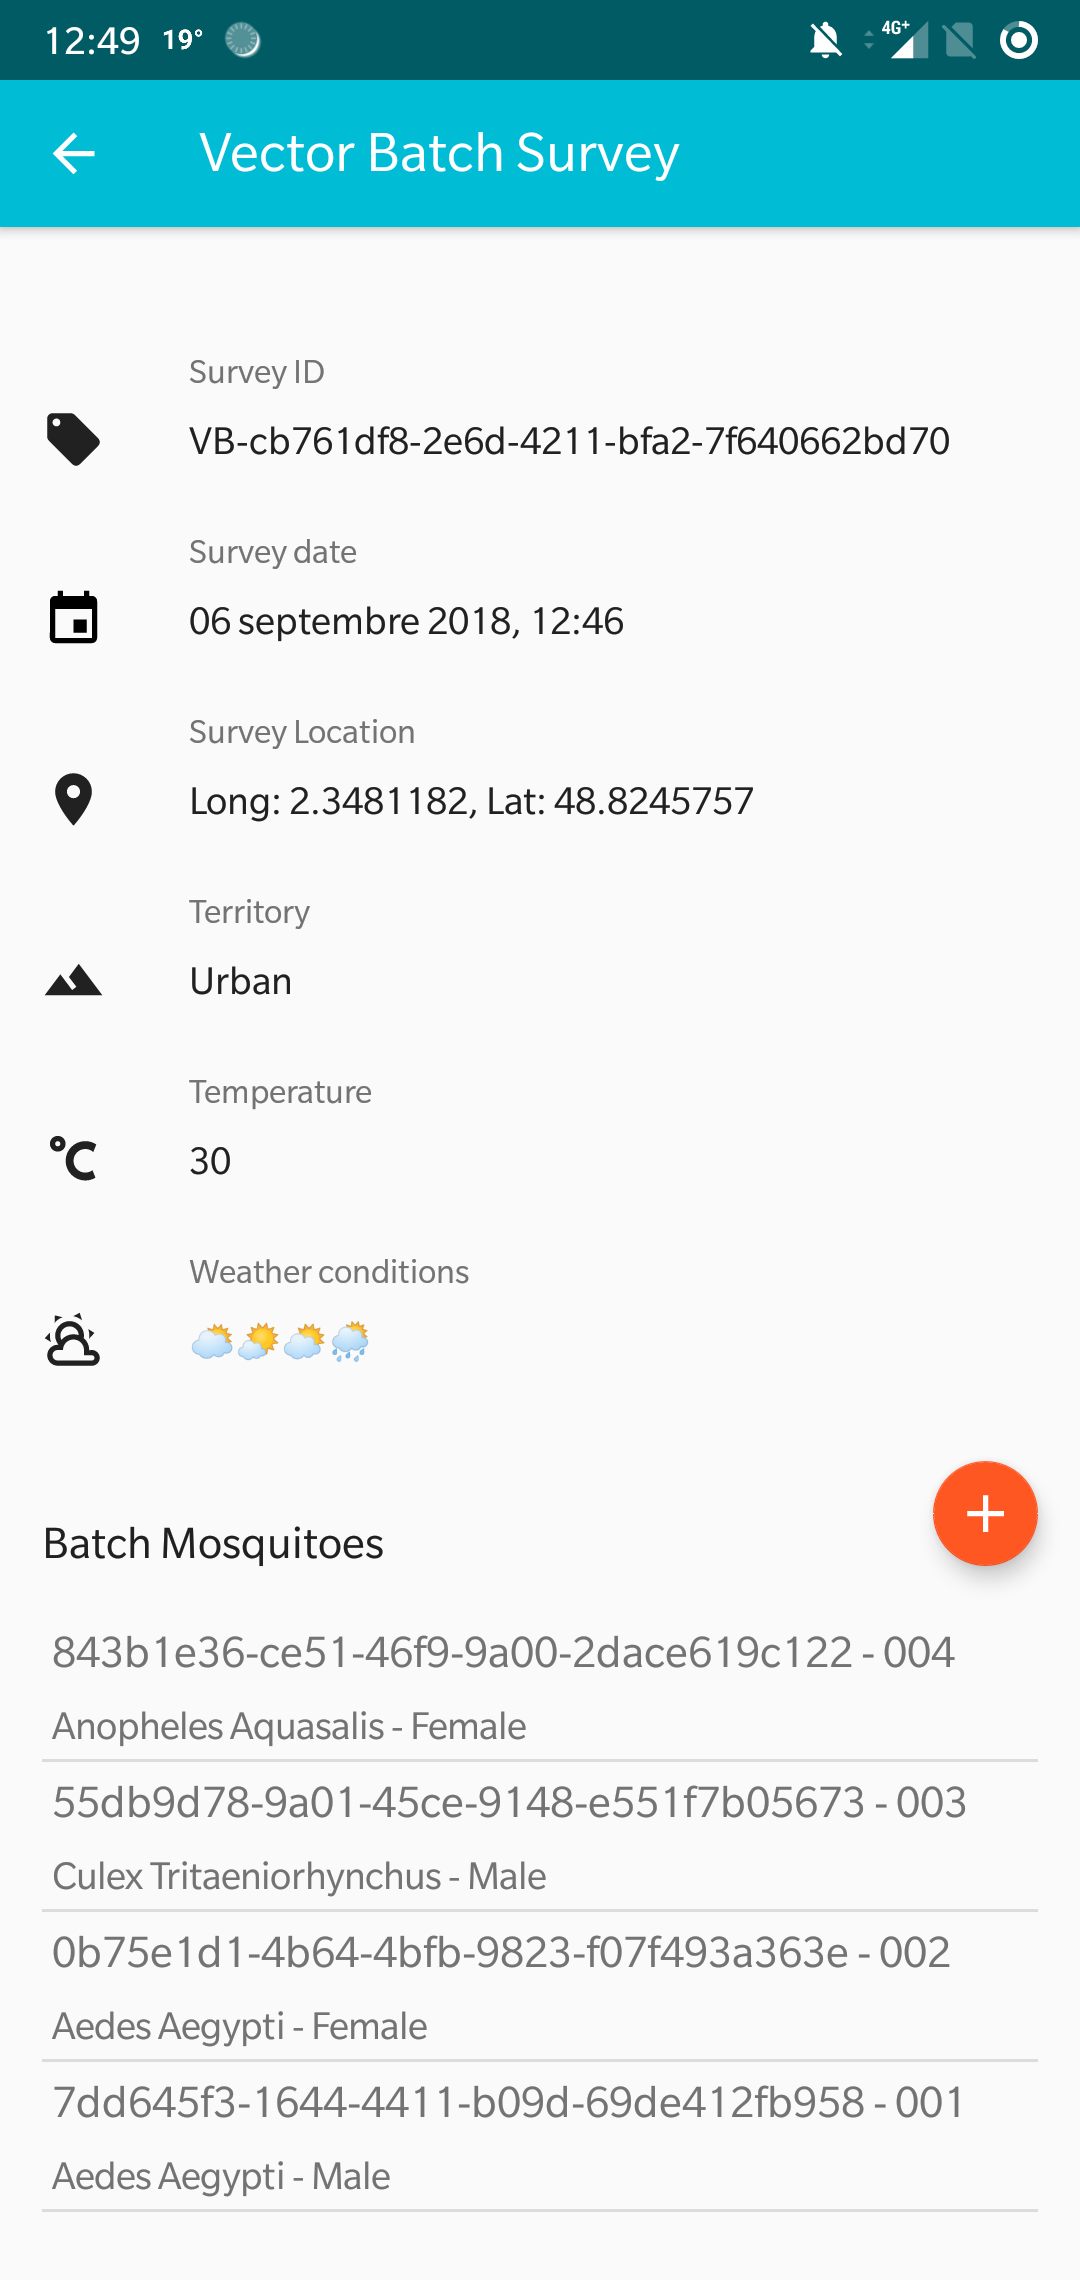 12:49 19° 4G+
Vector Batch Survey
Survey ID
VB-cb761df8-2e6d-4211-bfa2-7f640662bd70
Survey date
06 septembre 2018, 12:46
Survey Location
Long: 2.3481182, Lat: 48.8245757
Territory
Urban
Temperature
°C 30
Weather conditions
Batch Mosquitoes
843b1e36-ce51-46f9-9a00-2dace619c122 - 004
Anopheles Aquasalis - Female
55db9d78-9a01-45ce-9148-e551f7b05673 - 003
Culex Tritaeniorhynchus - Male
0b75e1d1-4b64-4bfb-9823-f07f493a363e - 002
Aedes Aegypti - Female
7dd645f3-1644-4411-b09d-69de412fb958 - 001
Aedes Aegypti - Male